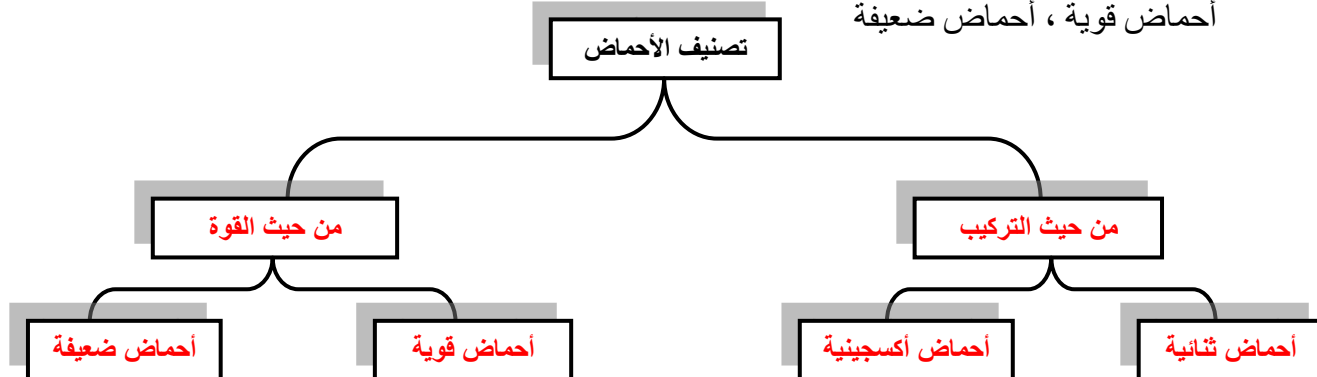 أحماض قوية ، أحماض ضعيفة
تصنيف الأحماض
من حيث التركيب
من حيث القوة
أحماض ثنائية
أحماض أكسجينية
أحماض قوية
أحماض ضعيفة